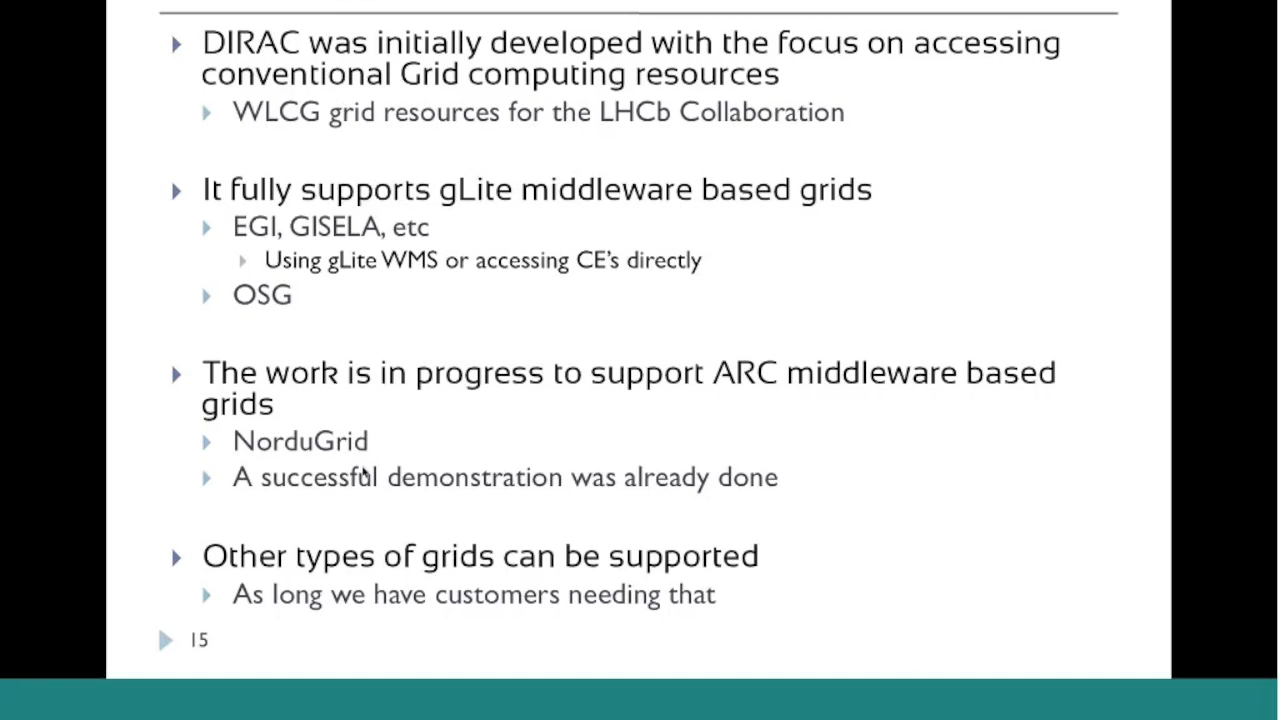 DIRAC was initially developed with the focus on accessing
conventional Grid computing resources
WLCG grid resources for the LHCb Collaboration
It fully supports gLite middleware based grids
EGI, GISELA, etc
Using gLite WMS or accessing CE's directly
OSG
The work is in progress to support ARC middleware based
grids
NorduGrid
A successful demonstration was already done
Other types of grids can be supported
As long we have customers needing that
15